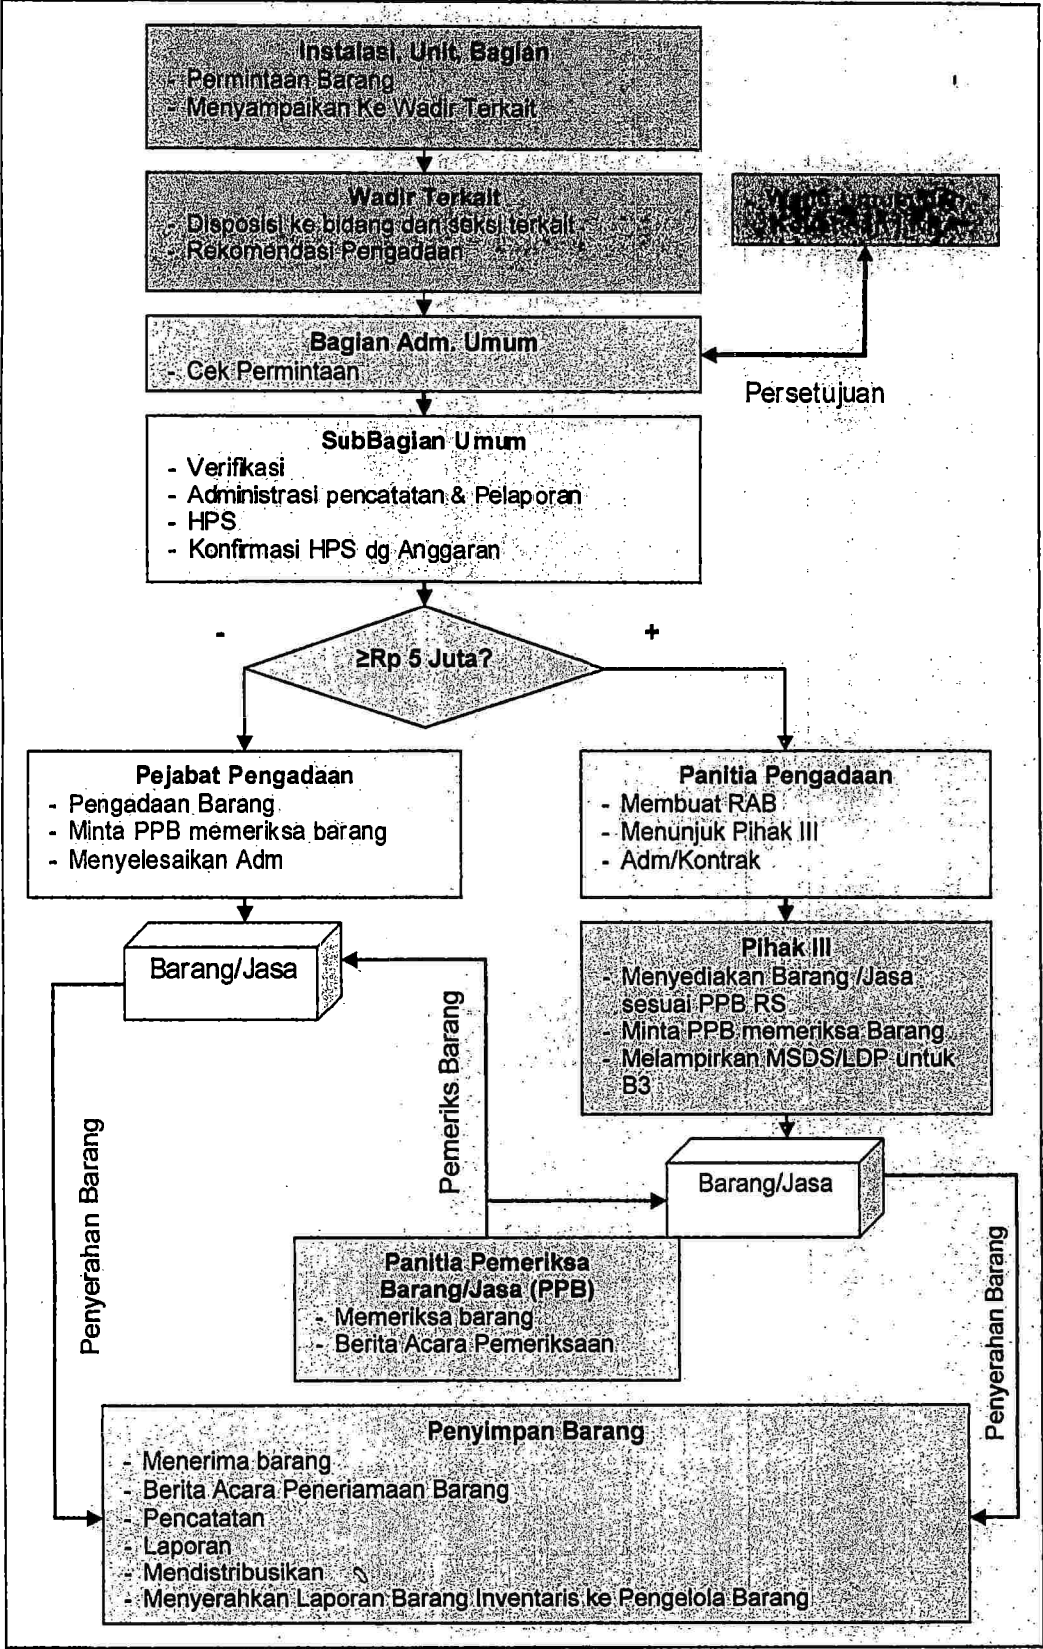 Instalasi, Unit, Bagian
- Permintaan Barang
- Menyampaikan Ke Wadir Terkait
Wadir Terkait
- Disposisi ke bidang dan seksi terkait
Rekomendasi Pengadaan
Bagian Adm. Umum
- Cek Permintaan
Persetujuan
SubBagian Umum
- Verifikasi
- Administrasi pencatatan & Pelaporan
- HPS
- Konfirmasi HPS dg Anggaran
-
+
≥Rp 5 Juta?
Pejabat Pengadaan
- Pengadaan Barang
- Minta PPB memeriksa barang
- Menyelesaikan Adm
Panitia Pengadaan
- Membuat RAB
- Menunjuk Pihak III
- Adm/Kontrak
Barang/Jasa
Pihak III
- Menyediakan Barang /Jasa
sesuai PPB RS
- Minta PPB memeriksa Barang
- Melampirkan MSDS/LDP untuk
B3
Pemeriks Barang
Penyerahan Barang
Barang/Jasa
Penyerahan Barang
Panitia Pemeriksa
Barang/Jasa (PPB)
- Memeriksa barang
- Berita Acara Pemeriksaan
Penyimpan Barang
- Menerima barang
- Berita Acara Peneriamaan Barang
- Pencatatan
- Laporan
- Mendistribusikan
- Menyerahkan Laporan Barang Inventaris ke Pengelola Barang